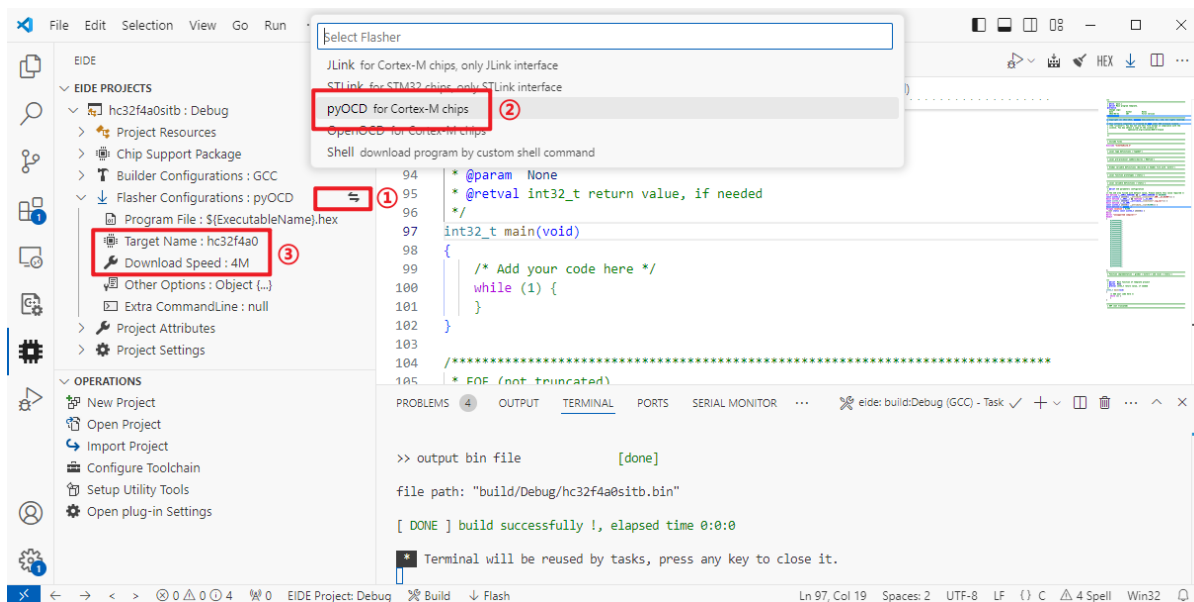 File Edit Selection View Go Run
Select Flasher
JLink for Cortex-M chips, only JLink interface
STLink for STM32 chips, only STLink interface
pyOCD for Cortex-M chips
②
OpenOCD for Cortex-M chips
Shell download program by custom shell command
HEX
EIDE
EIDE PROJECTS
hc32f4a0sitb : Debug
Project Resources
Chip Support Package
Builder Configurations : GCC
Flasher Configurations : pyOCD
①
Program File : ${ExecutableName}.hex
Target Name : hc32f4a0
Download Speed : 4M
③
Other Options : Object {...}
Extra CommandLine : null
Project Attributes
Project Settings
OPERATIONS
New Project
Open Project
Import Project
Configure Toolchain
Setup Utility Tools
Open plug-in Settings
1
1
94 * @param None
95 * @retval int32_t return value, if needed
96 */
97 int32_t main(void)
98 {
99 /* Add your code here */
100 while (1) {
101 }
102 }
103
104 /*******************************************************************************
105 * EOF (not truncated)
PROBLEMS 4 OUTPUT TERMINAL PORTS SERIAL MONITOR ... eide: build:Debug (GCC) - Task
>> output bin file [done]
file path: "build/Debug/hc32f4a0sitb.bin"
[ DONE ] build successfully !, elapsed time 0:0:0
* Terminal will be reused by tasks, press any key to close it.
0 0 4 0 EIDE Project: Debug Build Flash Ln 97, Col 19 Spaces: 2 UTF-8 LF {} C 4 Spell Win32